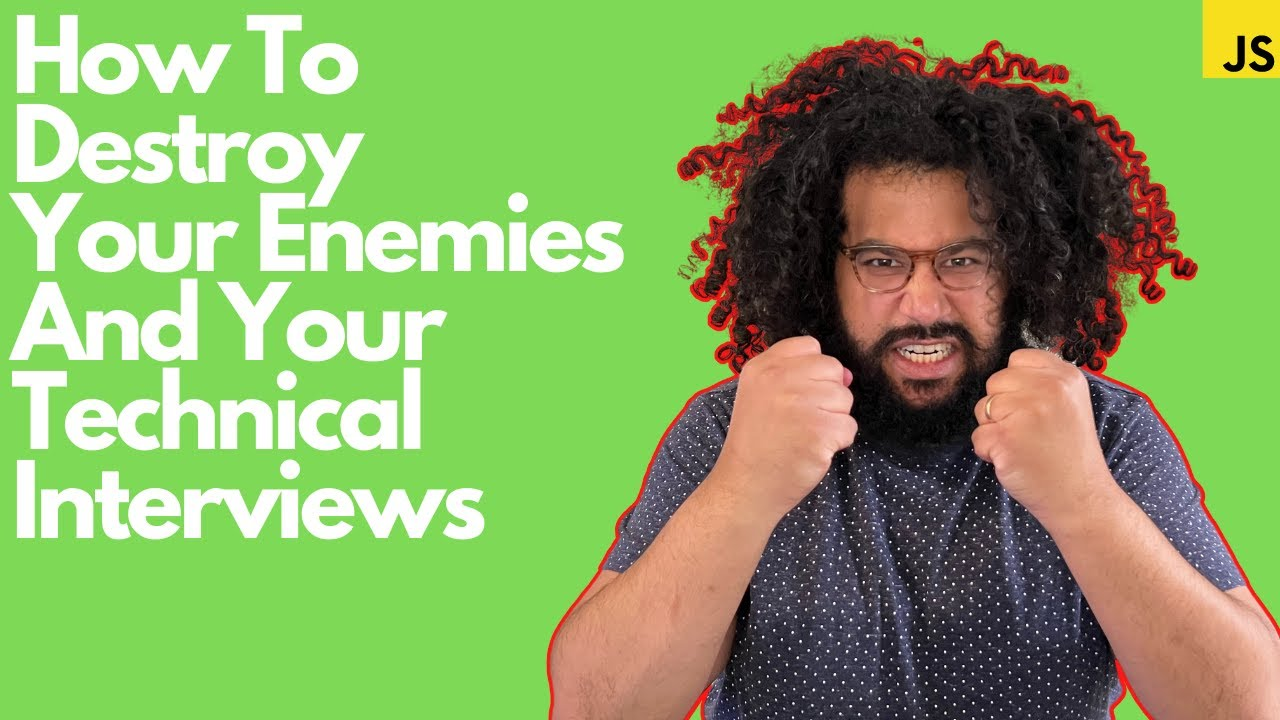 How To
Destroy
Your Enemies
And Your
Technical
Interviews
JS